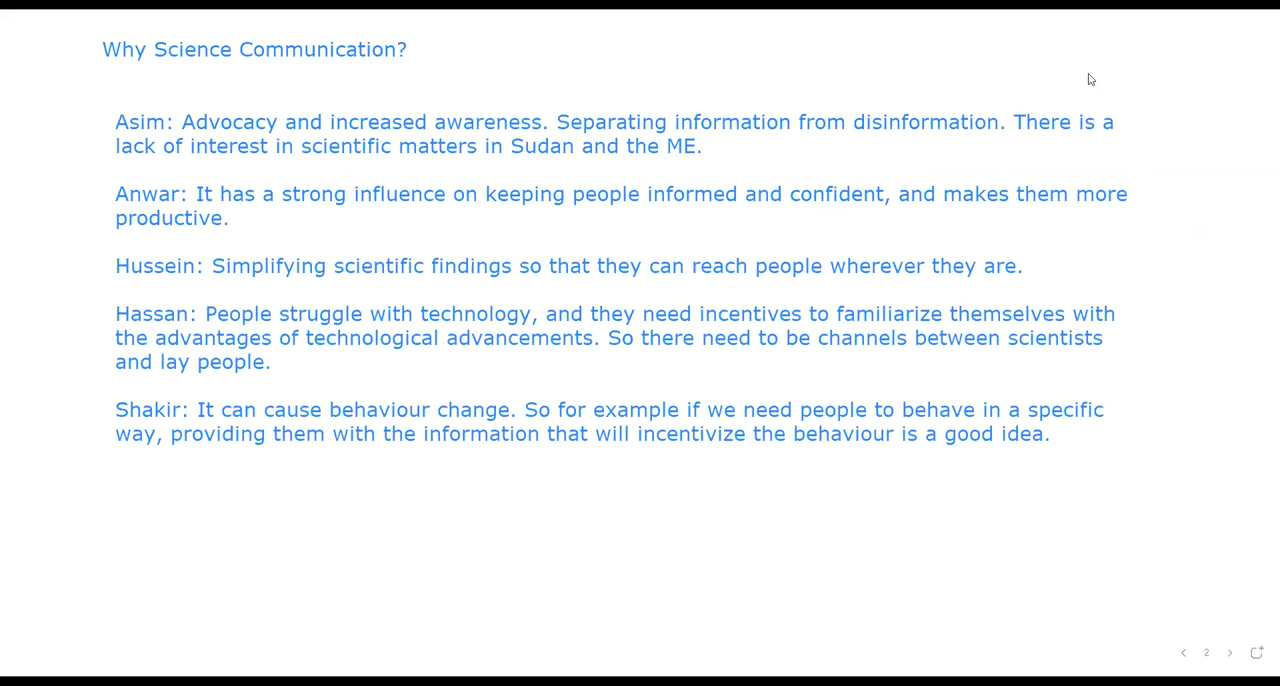 Why Science Communication?
Asim: Advocacy and increased awareness. Separating information from disinformation. There is a
lack of interest in scientific matters in Sudan and the ME.
Anwar: It has a strong influence on keeping people informed and confident, and makes them more
productive.
Hussein: Simplifying scientific findings so that they can reach people wherever they are.
Hassan: People struggle with technology, and they need incentives to familiarize themselves with
the advantages of technological advancements. So there need to be channels between scientists
and lay people.
Shakir: It can cause behaviour change. So for example if we need people to behave in a specific
way, providing them with the information that will incentivize the behaviour is a good idea.
2